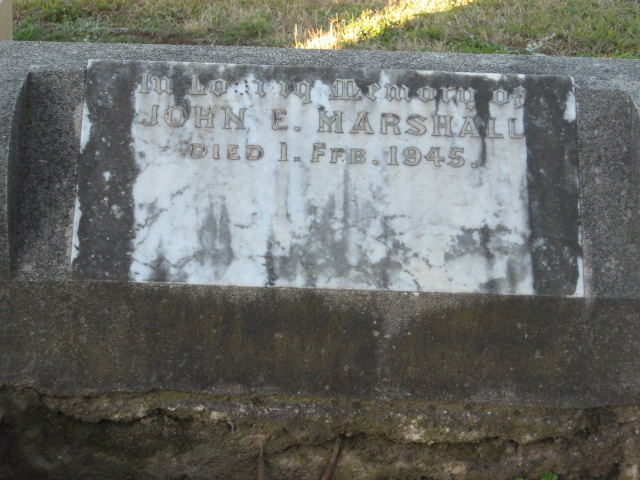 In Loving Memory of
JOHN E. MARSHALL
DIED 1. FEB. 1945.